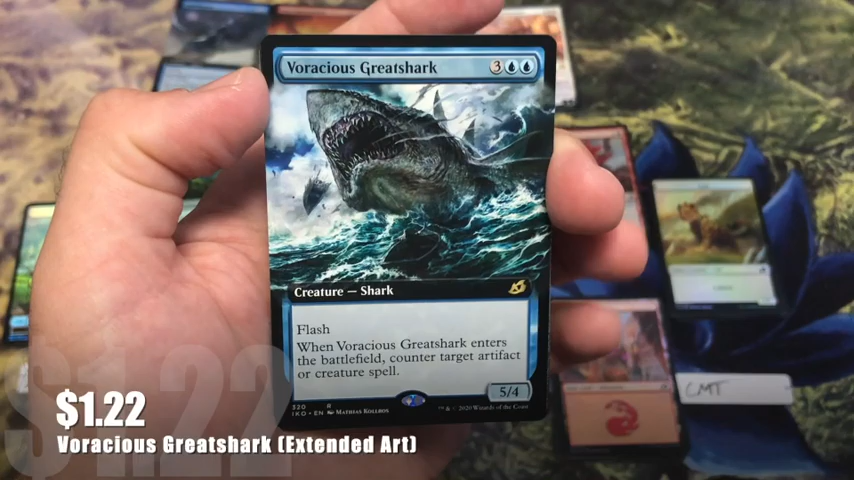 Voracious Greatshark 3
Creature — Shark
Flash
When Voracious Greatshark enters
the battlefield, counter target artifact
or creature spell.
5/4
320 R
IKO • EN Mathias Kollros ™ & © 2020 Wizards of the Coast
CMT
$1.22
$1.22
Voracious Greatshark (Extended Art)